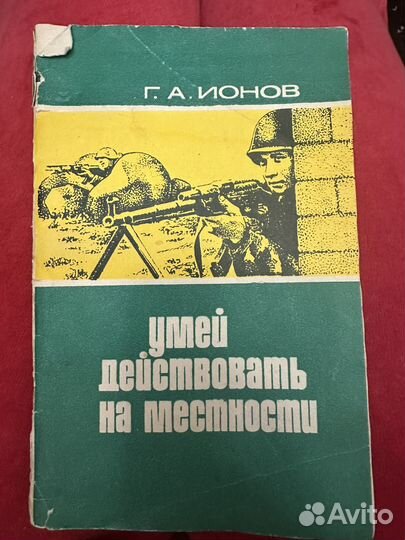 Г. А. ИОНОВ
умей
действовать
на местности
Avito